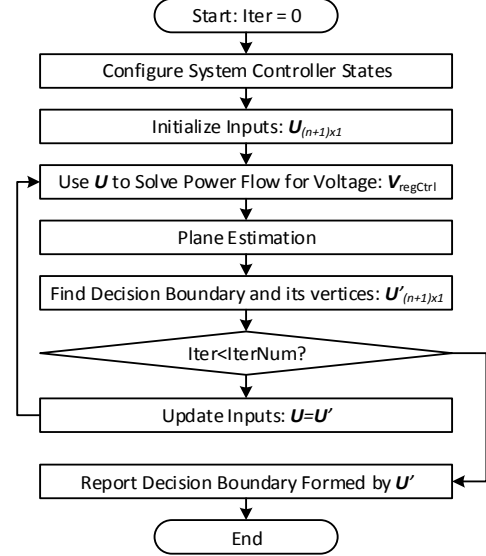 Start: Iter = 0
Configure System Controller States
Initialize Inputs: U(n+1)x1
Use U to Solve Power Flow for Voltage: VregCtrl
Plane Estimation
Find Decision Boundary and its vertices: U'(n+1)x1
Iter<IterNum?
Update Inputs: U=U'
Report Decision Boundary Formed by U'
End